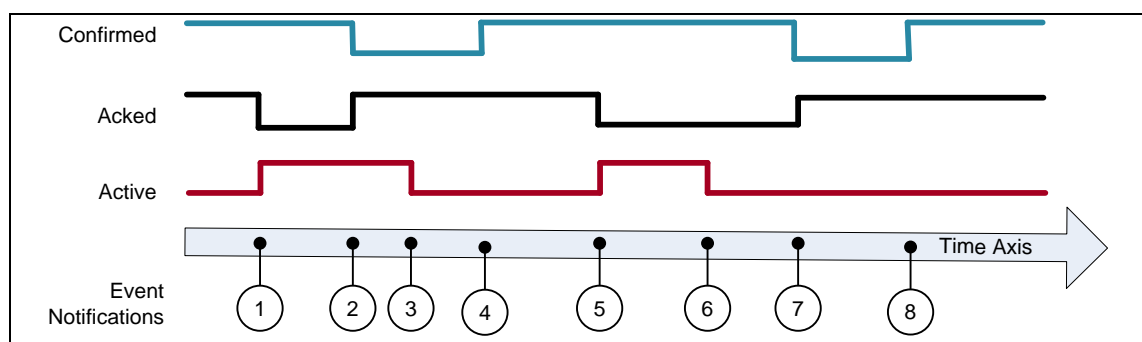 Confirmed
Acked
Active
Time Axis
Event
Notifications
1
2
3
4
5
6
7
8